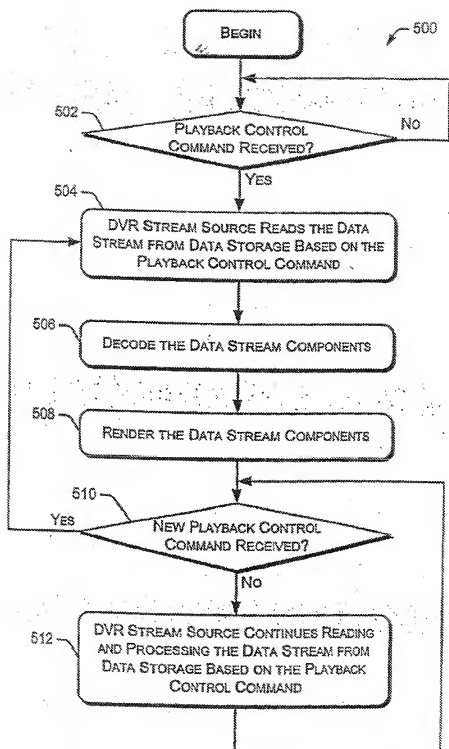 BEGIN
500
502
PLAYBACK CONTROL
COMMAND RECEIVED?
NO
YES
504
DVR STREAM SOURCE READS THE DATA
STREAM FROM DATA STORAGE BASED ON THE
PLAYBACK CONTROL COMMAND
506
DECODE THE DATA STREAM COMPONENTS
508
RENDER THE DATA STREAM COMPONENTS
510
YES
NEW PLAYBACK CONTROL
COMMAND RECEIVED?
NO
512
DVR STREAM SOURCE CONTINUES READING
AND PROCESSING THE DATA STREAM FROM
DATA STORAGE BASED ON THE PLAYBACK
CONTROL COMMAND